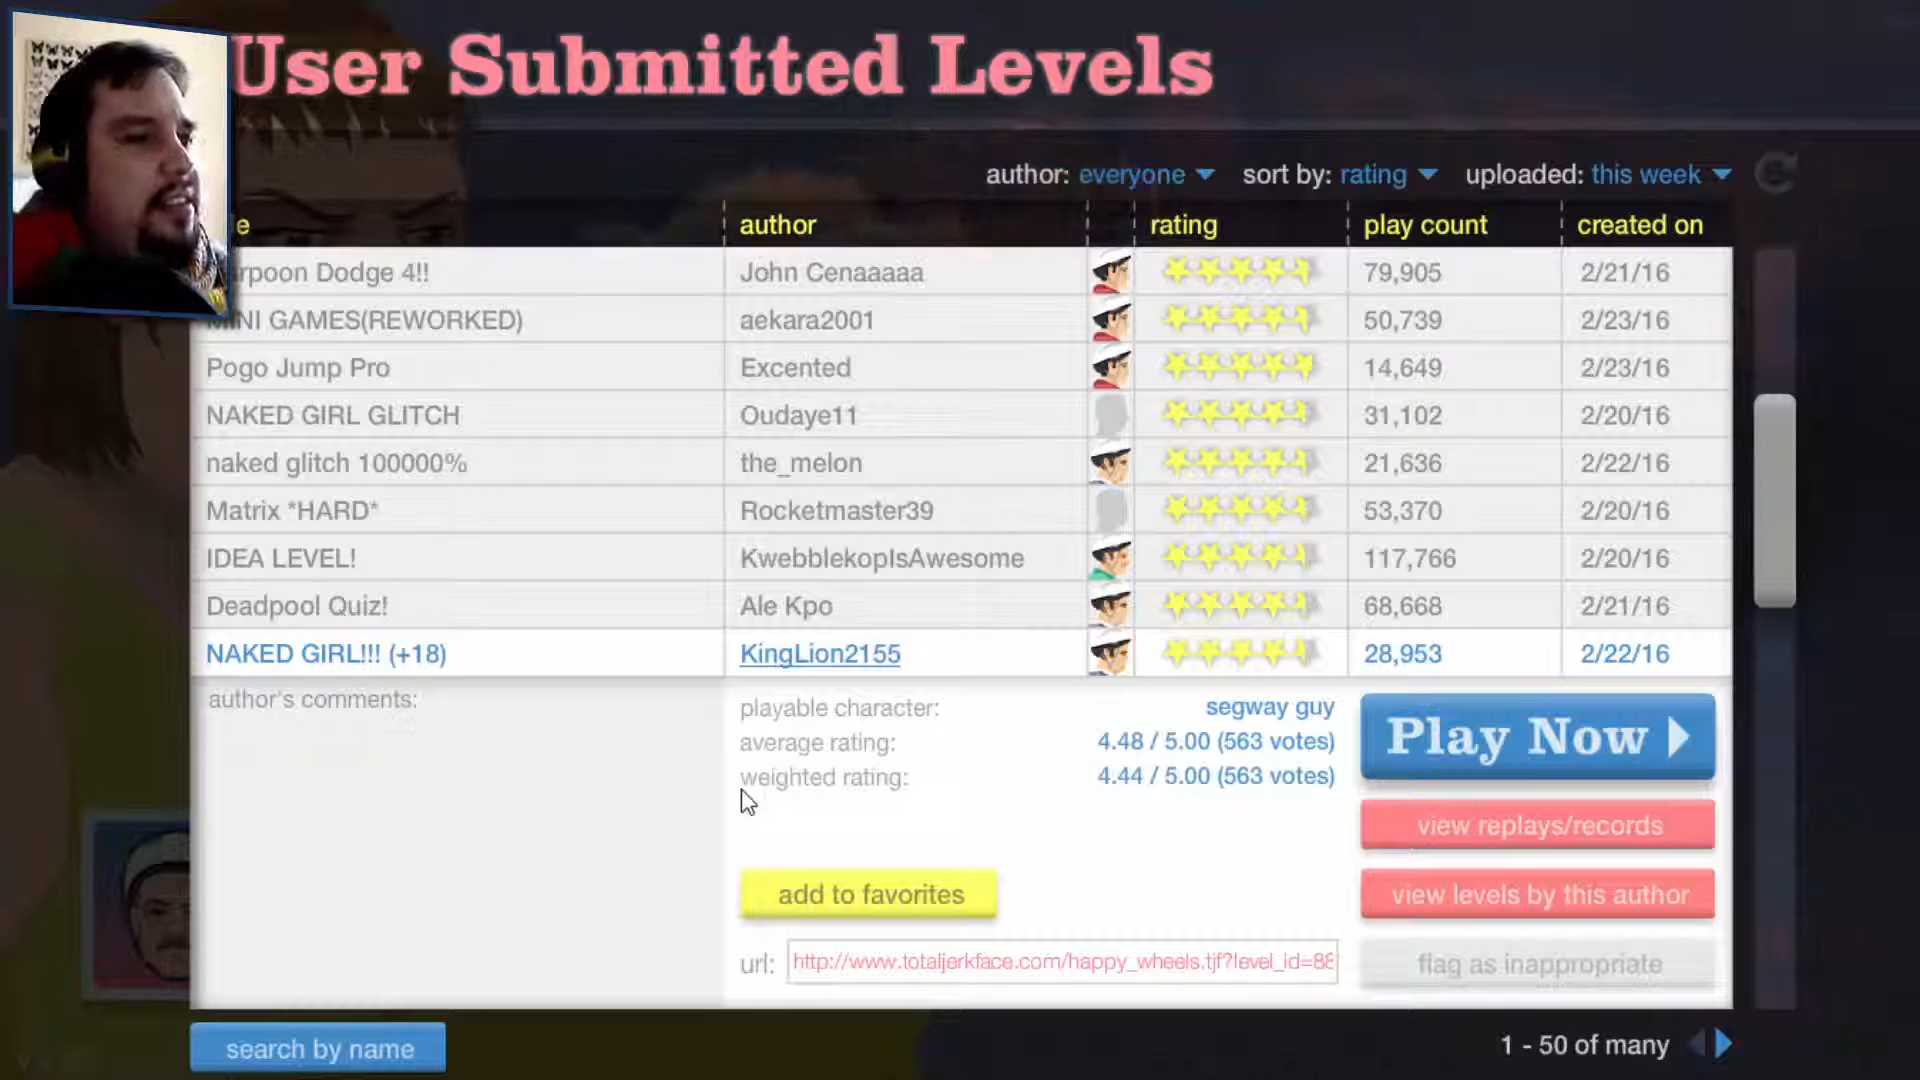 User Submitted Levels
author: everyone sort by: rating uploaded: this week
author rating play count created on
rpoon Dodge 4!! John Cenaaaaa 79,905 2/21/16
MINI GAMES(REWORKED) aekara2001 50,739 2/23/16
Pogo Jump Pro Excented 14,649 2/23/16
NAKED GIRL GLITCH Oudaye11 31,102 2/20/16
naked glitch 100000% the_melon 21,636 2/22/16
Matrix *HARD* Rocketmaster39 53,370 2/20/16
IDEA LEVEL! KwebblekopIsAwesome 117,766 2/20/16
Deadpool Quiz! Ale Kpo 68,668 2/21/16
NAKED GIRL!!! (+18) KingLion2155 28,953 2/22/16
author's comments:
playable character: segway guy
average rating: 4.48 / 5.00 (563 votes)
weighted rating: 4.44 / 5.00 (563 votes)
Play Now
view replays/records
add to favorites
view levels by this author
url: http://www.totaljerkface.com/happy_wheels.tjf?level_id=88
flag as inappropriate
search by name
1 - 50 of many